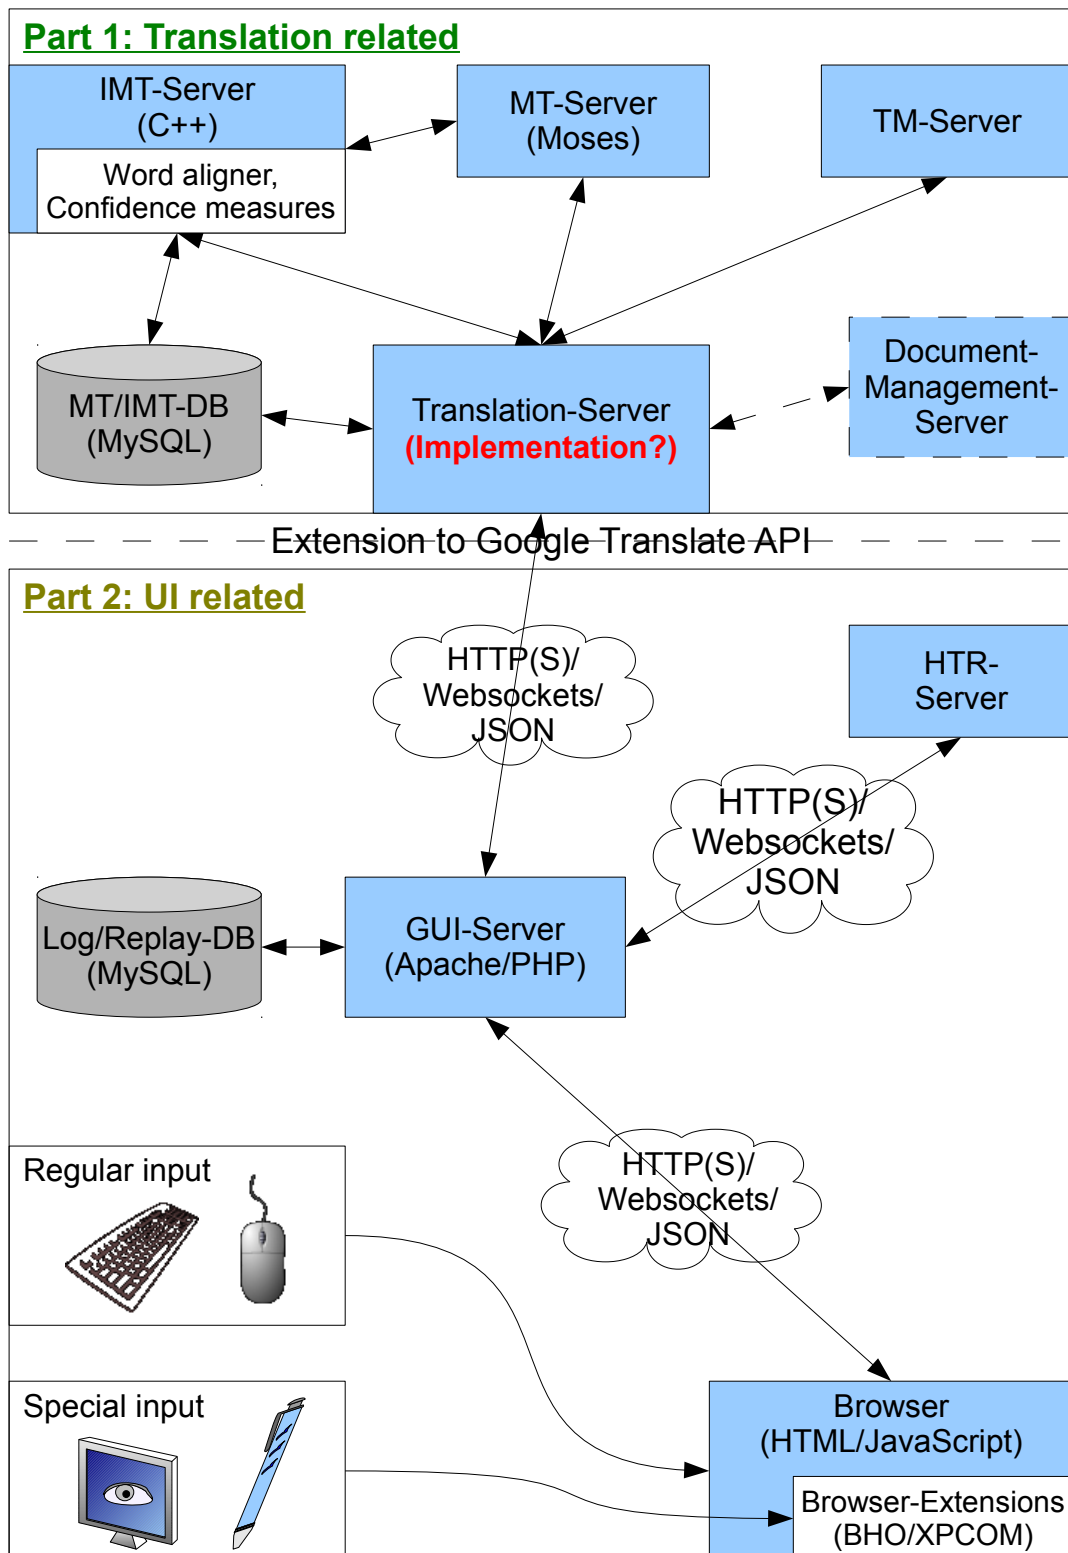 Part 1: Translation related
IMT-Server
(C++)
Word aligner,
Confidence measures
MT-Server
(Moses)
TM-Server
MT/IMT-DB
(MySQL)
Translation-Server
(Implementation?)
Document-
Management-
Server
Extension to Google Translate API
Part 2: UI related
HTTP(S)/
Websockets/
JSON
HTR-
Server
HTTP(S)/
Websockets/
JSON
Log/Replay-DB
(MySQL)
GUI-Server
(Apache/PHP)
HTTP(S)/
Websockets/
JSON
Regular input
Special input
Browser
(HTML/JavaScript)
Browser-Extensions
(BHO/XPCOM)